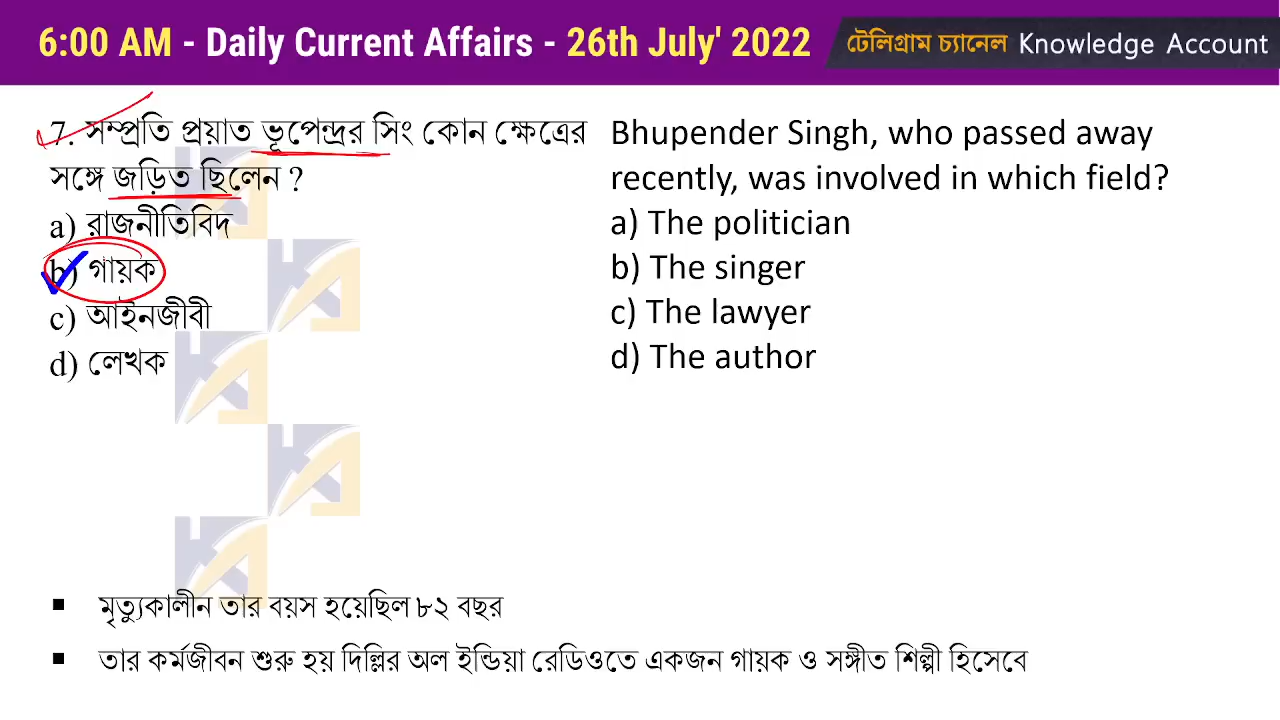 6:00 AM - Daily Current Affairs - 26th July' 2022
টেলিগ্রাম চ্যানেল Knowledge Account
7. সম্প্রতি প্রয়াত ভূপেন্দ্রর সিং কোন ক্ষেত্রের
সঙ্গে জড়িত ছিলেন ?
a) রাজনীতিবিদ
b) গায়ক
c) আইনজীবী
d) লেখক
Bhupender Singh, who passed away
recently, was involved in which field?
a) The politician
b) The singer
c) The lawyer
d) The author
▪ মৃত্যুকালীন তার বয়স হয়েছিল ৮২ বছর
▪ তার কর্মজীবন শুরু হয় দিল্লির অল ইন্ডিয়া রেডিওতে একজন গায়ক ও সঙ্গীত শিল্পী হিসেবে